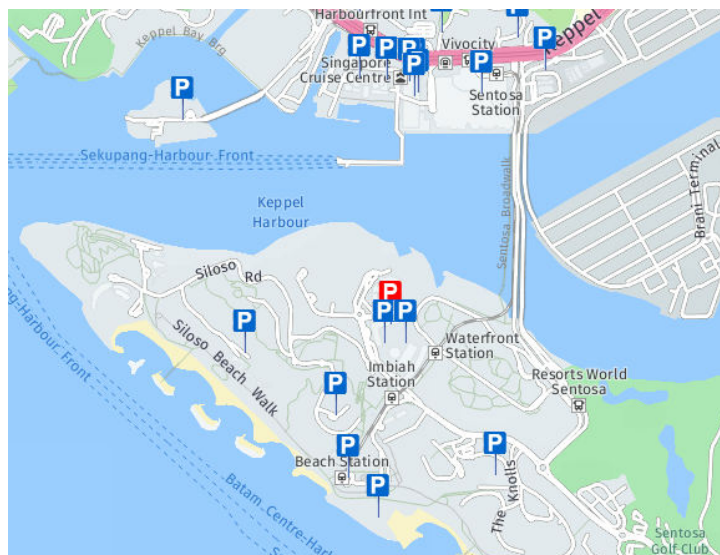 Harbourfront Int
Keppel Bay Brg
P
P
P
P
P
P
P
P
Vivocity
Keppel
Singapore
Cruise Centre
Sentosa
Station
P
Sekupang-Harbour Front
Keppel
Harbour
Sentosa Broadwalk
Brani Terminal
Siloso
Rd
P
P
P
P
Siloso Beach Walk
Waterfront
Station
Imbiah
Station
Resorts World
Sentosa
P
P
P
Beach Station
P
The Knolls
Harbour Front
Batam Centre-Har
Sentosa
Golf Club